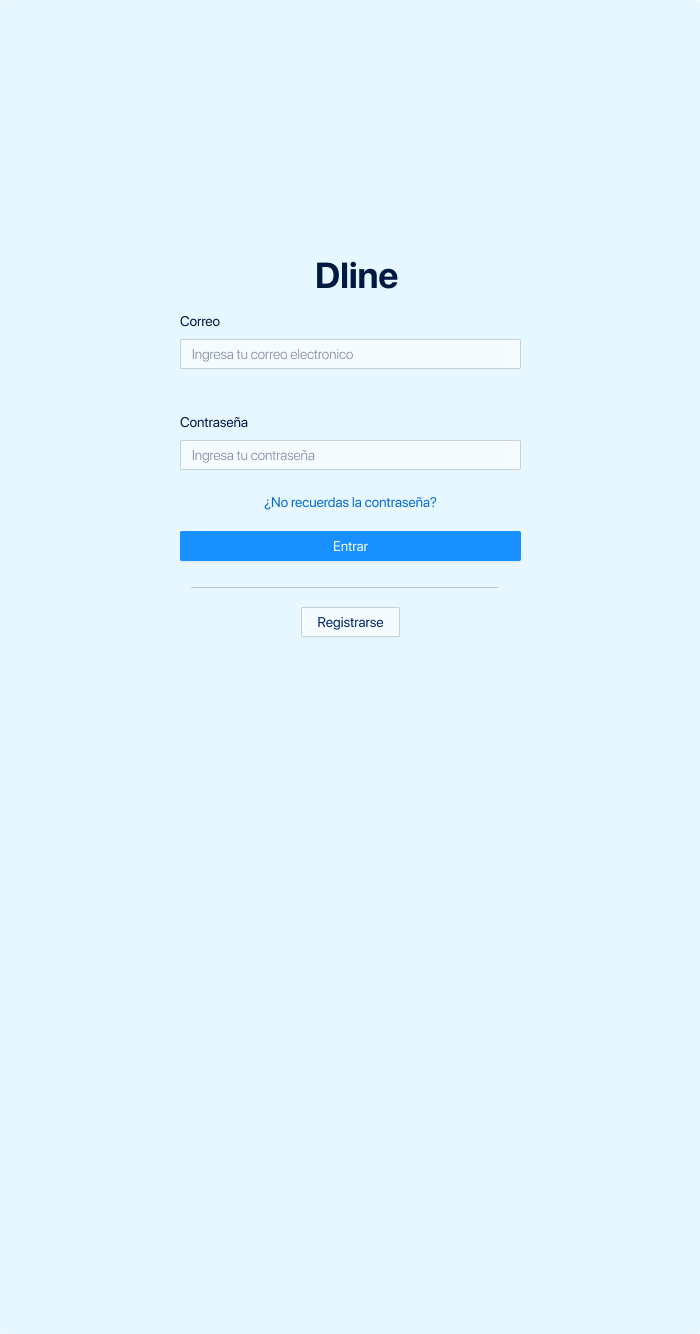 Dline
Correo
Ingresa tu correo electronico
Contraseña
Ingresa tu contraseña
¿No recuerdas la contraseña?
Entrar
Registrarse